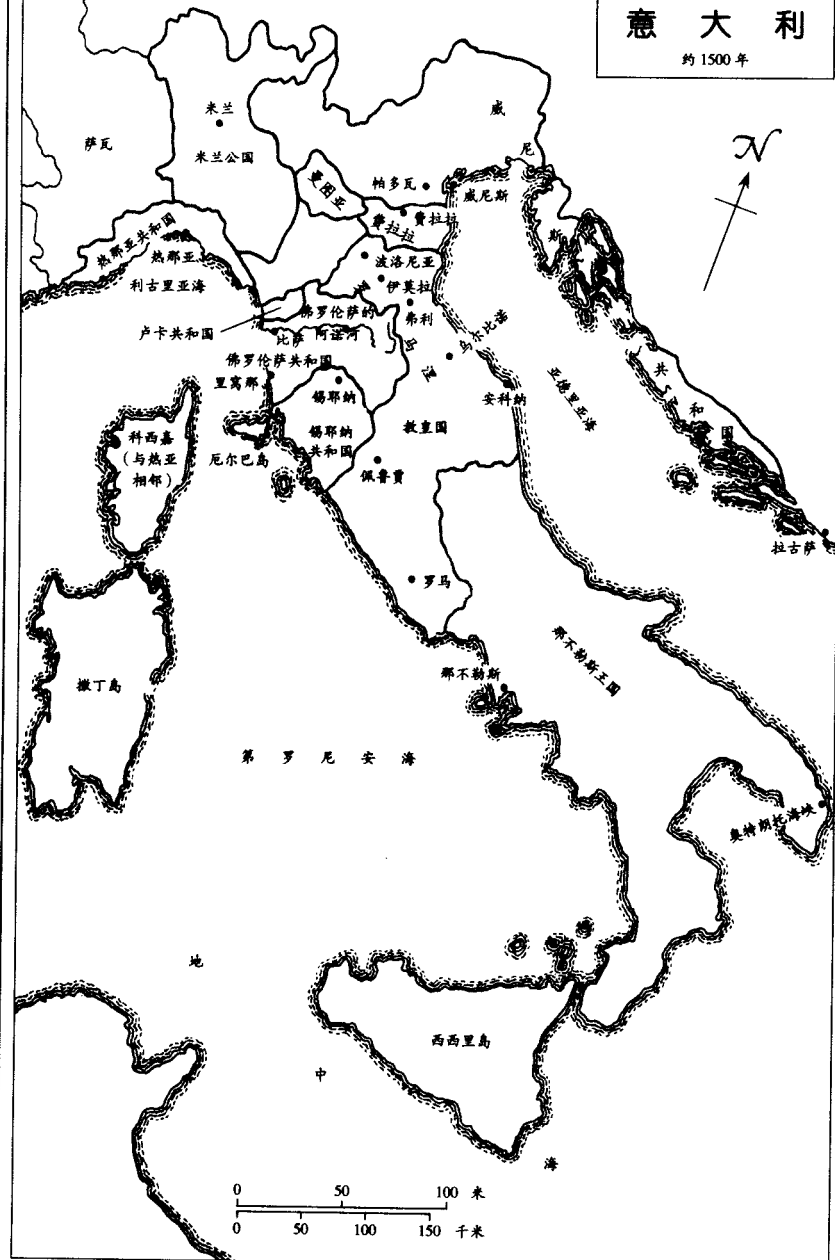 意大利
约 1500 年
N
萨瓦
米兰
米兰公国
威
尼
斯
共和国
曼图亚
帕多瓦
威尼斯
费拉拉
费拉拉
热那亚共和国
热那亚
利古里亚海
波洛尼亚
伊莫拉
佛罗伦萨的
弗利
卢卡共和国
比萨
阿诺河
佛罗伦萨共和国
里窝那
乌尔比诺
亚德里亚海
安科纳
锡耶纳
锡耶纳
共和国
教皇国
科西嘉
(与热亚
相邻)
厄尔巴岛
佩鲁贾
拉古萨
罗马
那不勒斯王国
那不勒斯
撒丁岛
第罗尼安海
奥特朗托海峡
地
中
海
西西里岛
0 50 100 米
0 50 100 150 千米